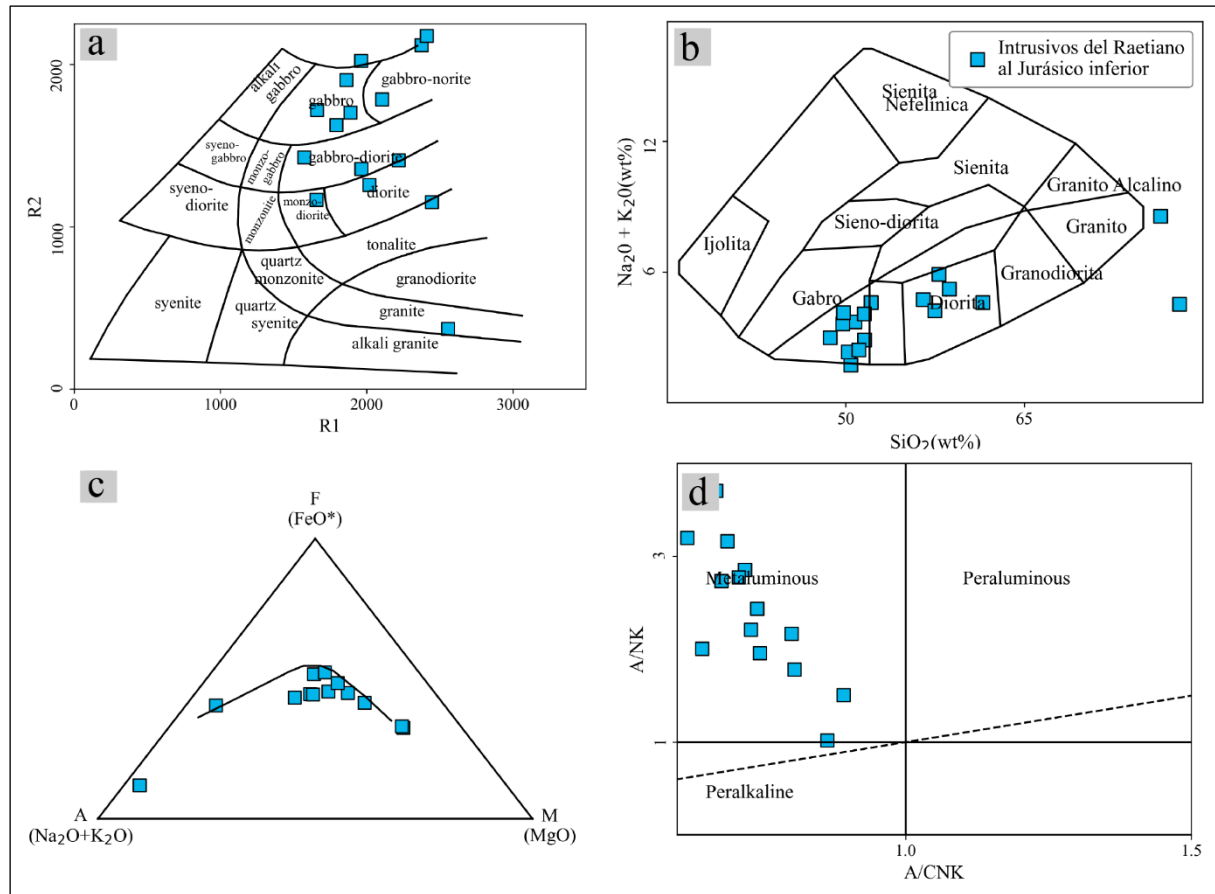 a
alkali
gabbro
gabbro
gabbro-norite
syeno-
gabbro
monzo-
gabbro
gabbro-diorite
syeno-
diorite
monzonite
monzo-
diorite
diorite
tonalite
quartz
monzonite
granodiorite
syenite
quartz
syenite
granite
alkali granite
R2
0
1000
2000
0
1000
2000
3000
R1
b
Intrusivos del Raetiano
al Jurásico inferior
Sienita
Nefelínica
Sienita
Granito Alcalino
Sieno-diorita
Granito
Ijolita
Granodiorita
Gabro
Diorita
Na₂0 + K₂0(wt%)
12
6
50
65
SiO₂(wt%)
c
F
(FeO*)
A
(Na₂O+K₂O)
M
(MgO)
d
Metaluminous
Peraluminous
Peralkaline
A/NK
3
1
1.0
1.5
A/CNK